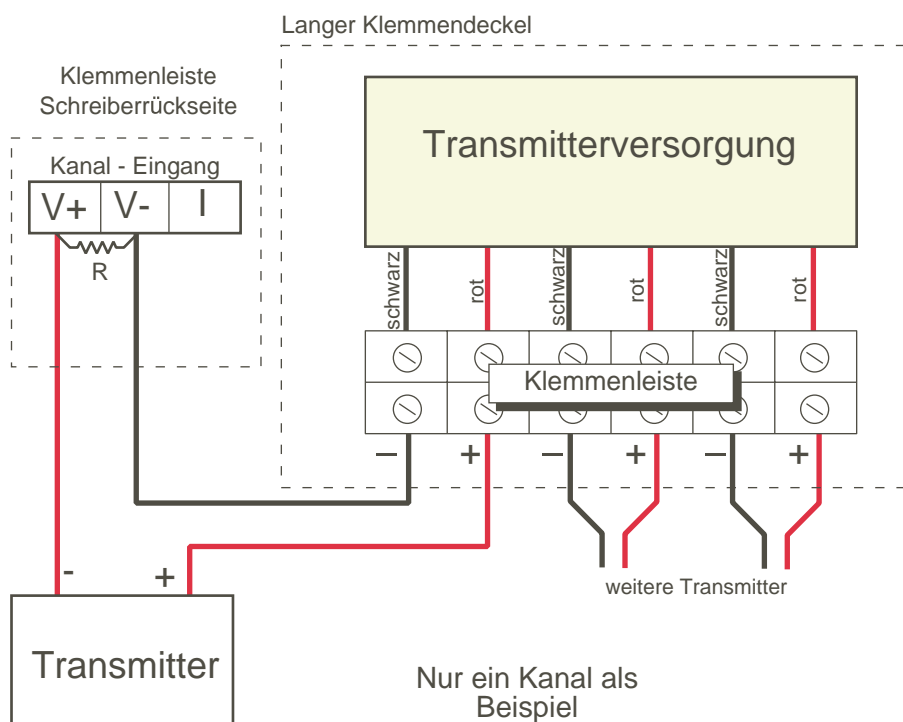 Langer Klemmendeckel
Klemmenleiste
Schreiberrückseite
Kanal - Eingang
V+ V- I
R
Transmitterversorgung
schwarz rot schwarz rot schwarz rot
Klemmenleiste
– + – + – +
weitere Transmitter
- +
Transmitter
Nur ein Kanal als
Beispiel